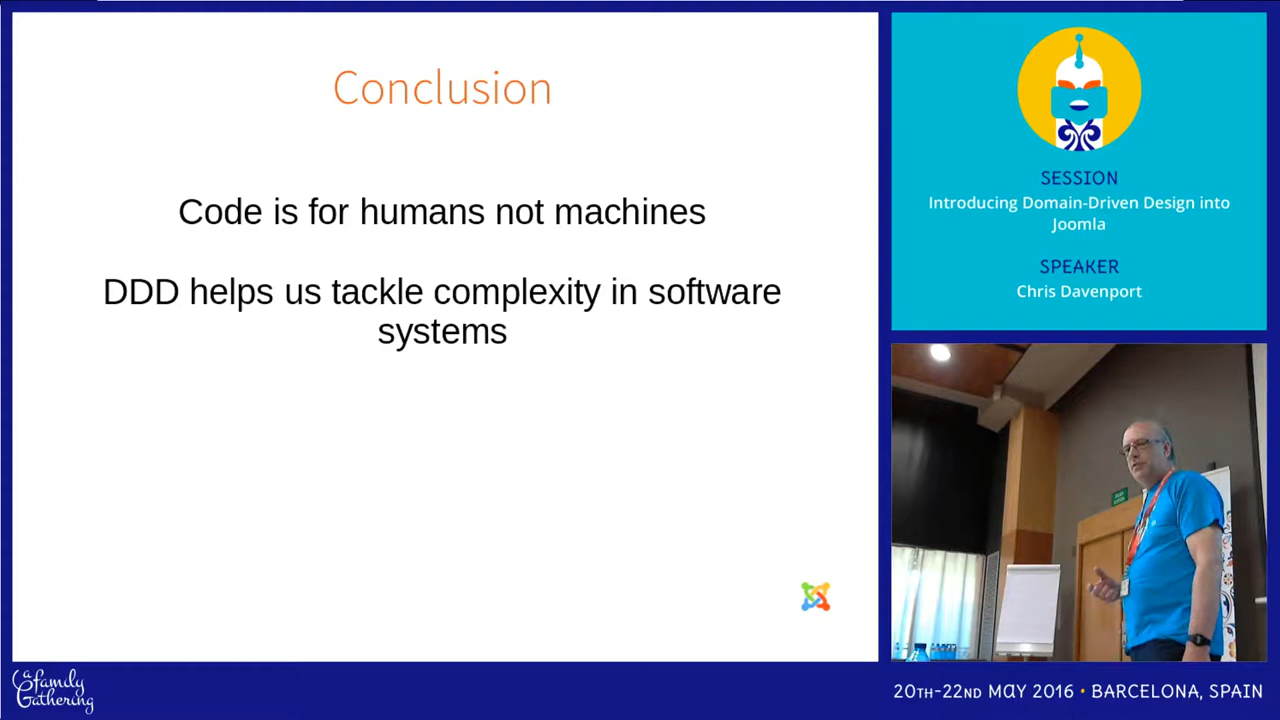 Conclusion
Code is for humans not machines
DDD helps us tackle complexity in software
systems
SESSION
Introducing Domain-Driven Design into
Joomla
SPEAKER
Chris Davenport
a family
Gathering
20TH-22ND MAY 2016 • BARCELONA, SPAIN